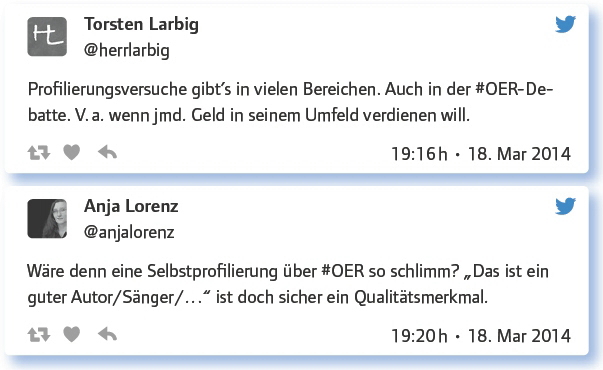 Torsten Larbig
@herrlarbig
Profilierungsversuche gibt´s in vielen Bereichen. Auch in der #OER-De-
batte. V. a. wenn jmd. Geld in seinem Umfeld verdienen will.
19:16 h · 18. Mar 2014
Anja Lorenz
@anjalorenz
Wäre denn eine Selbstprofilierung über #OER so schlimm? „Das ist ein
guter Autor/Sänger/…“ ist doch sicher ein Qualitätsmerkmal.
19:20 h · 18. Mar 2014